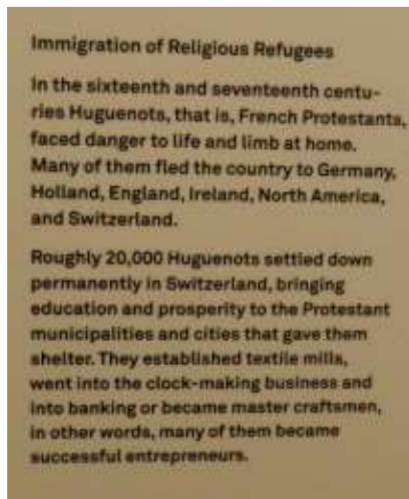 Immigration of Religious Refugees
In the sixteenth and seventeenth centu-
ries Huguenots, that is, French Protestants,
faced danger to life and limb at home.
Many of them fled the country to Germany,
Holland, England, Ireland, North America,
and Switzerland.
Roughly 20,000 Huguenots settled down
permanently in Switzerland, bringing
education and prosperity to the Protestant
municipalities and cities that gave them
shelter. They established textile mills,
went into the clock-making business and
into banking or became master craftsmen,
in other words, many of them became
successful entrepreneurs.